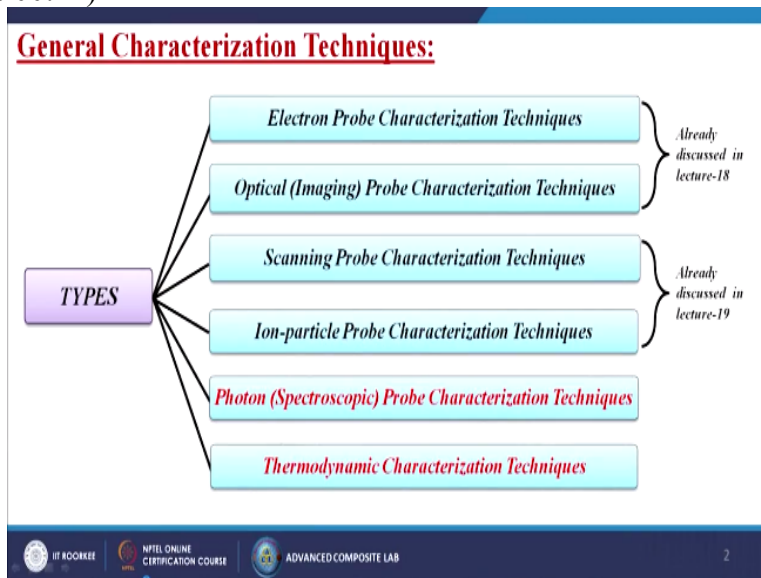 General Characterization Techniques:
Electron Probe Characterization Techniques
Already
discussed in
lecture-18
Optical (Imaging) Probe Characterization Techniques
Scanning Probe Characterization Techniques
TYPES
Already
discussed in
lecture-19
Ion-particle Probe Characterization Techniques
Photon (Spectroscopic) Probe Characterization Techniques
Thermodynamic Characterization Techniques
IIT ROORKEE
NPTEL ONLINE
CERTIFICATION COURSE
ADVANCED COMPOSITE LAB
2